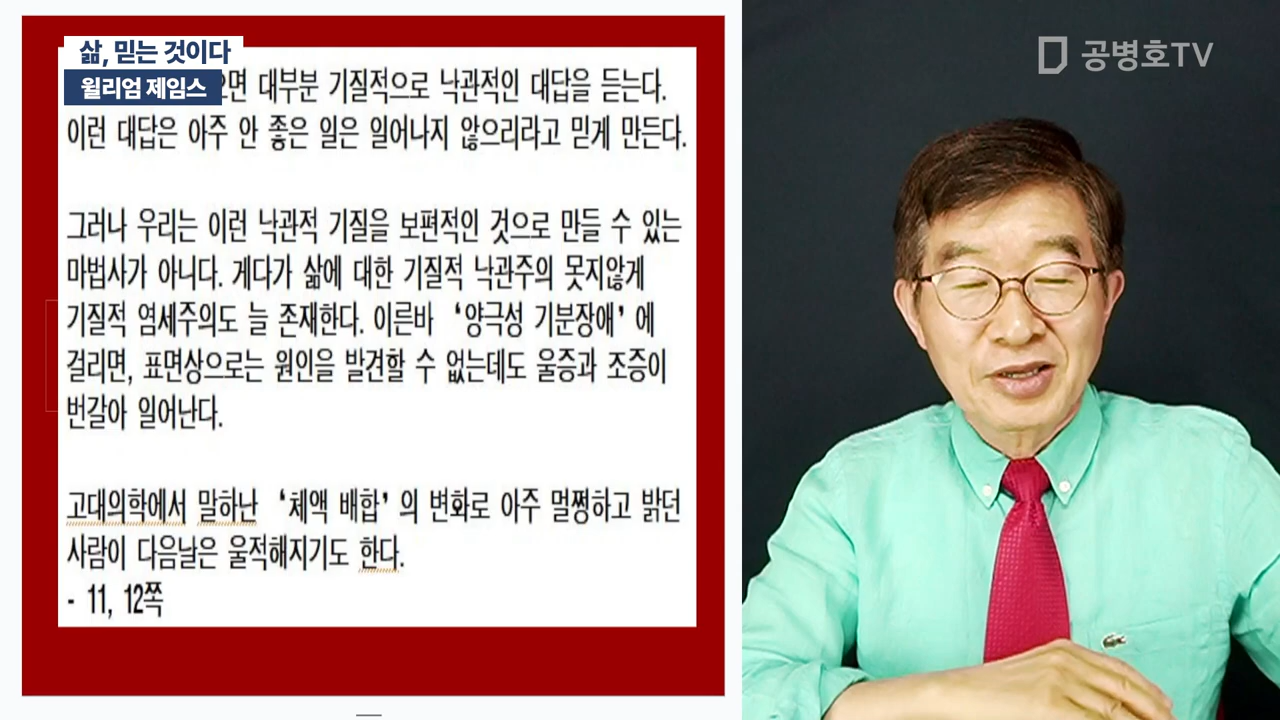 삶, 믿는 것이다
윌리엄 제임스
공병호TV
으면 대부분 기질적으로 낙관적인 대답을 듣는다.
이런 대답은 아주 안 좋은 일은 일어나지 않으리라고 믿게 만든다.
그러나 우리는 이런 낙관적 기질을 보편적인 것으로 만들 수 있는
마법사가 아니다. 게다가 삶에 대한 기질적 낙관주의 못지않게
기질적 염세주의도 늘 존재한다. 이른바 ‘양극성 기분장애’에
걸리면, 표면상으로는 원인을 발견할 수 없는데도 울증과 조증이
번갈아 일어난다.
고대의학에서 말하난 ‘체액 배합’의 변화로 아주 멀쩡하고 밝던
사람이 다음날은 울적해지기도 한다.
- 11, 12쪽